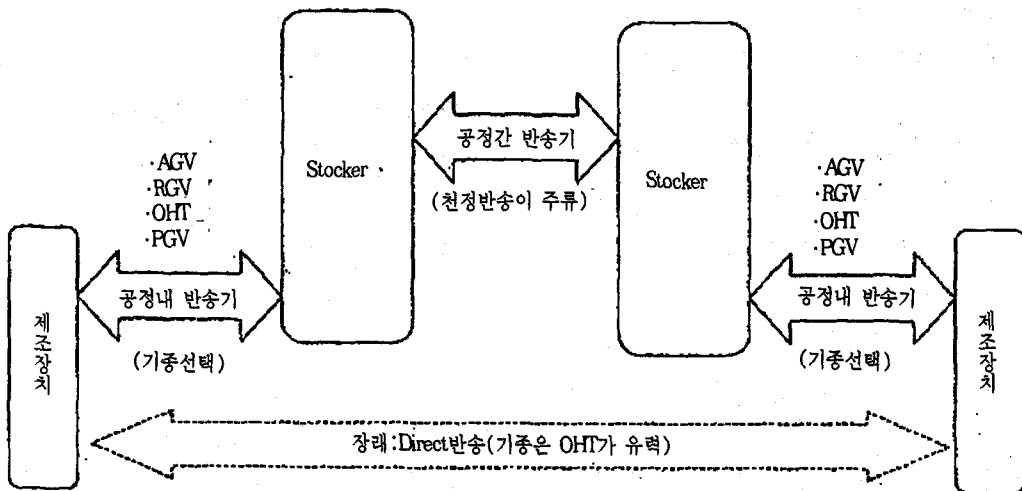 ·AGV
·RGV
·OHT
·PGV
공정내 반송기
(기종선택)
제조장치
Stocker
공정간 반송기
(천정반송이 주류)
Stocker
·AGV
·RGV
·OHT
·PGV
공정내 반송기
(기종선택)
제조장치
장래:Direct반송(기종은 OHT가 유력)